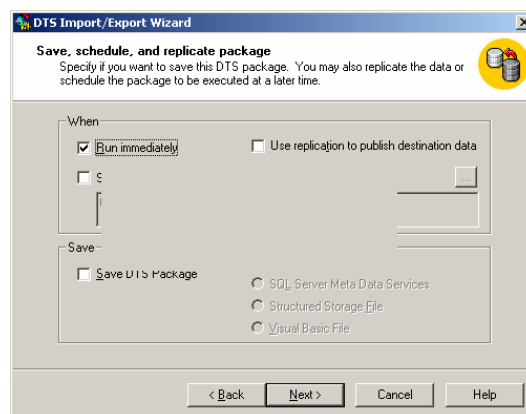 DTS Import/Export Wizard
Save, schedule, and replicate package
Specify if you want to save this DTS package. You may also replicate the data or
schedule the package to be executed at a later time.
When
Run immediately
Use replication to publish destination data
...
Save
Save DTS Package
SQL Server Meta Data Services
Structured Storage File
Visual Basic File
< Back
Next >
Cancel
Help